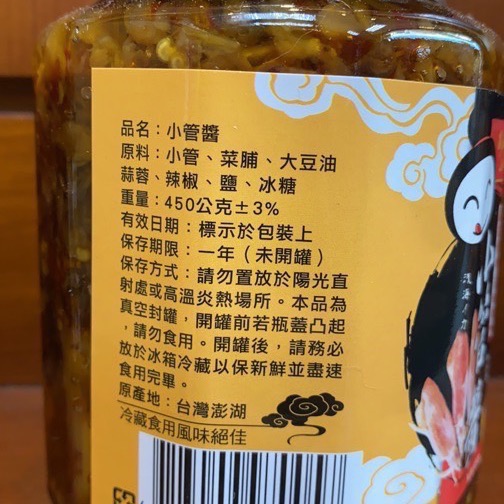 品名：小管醬
原料：小管、菜脯、大豆油
蒜蓉、辣椒、鹽、冰糖
重量：450公克±3%
有效日期：標示於包裝上
保存期限：一年（未開罐）
保存方式：請勿置放於陽光直
射處或高溫炎熱場所。本品為
真空封罐，開罐前若瓶蓋凸起
，請勿食用。開罐後，請務必
放於冰箱冷藏以保新鮮並盡速
食用完畢。
原產地：台灣澎湖
冷藏食用風味絕佳